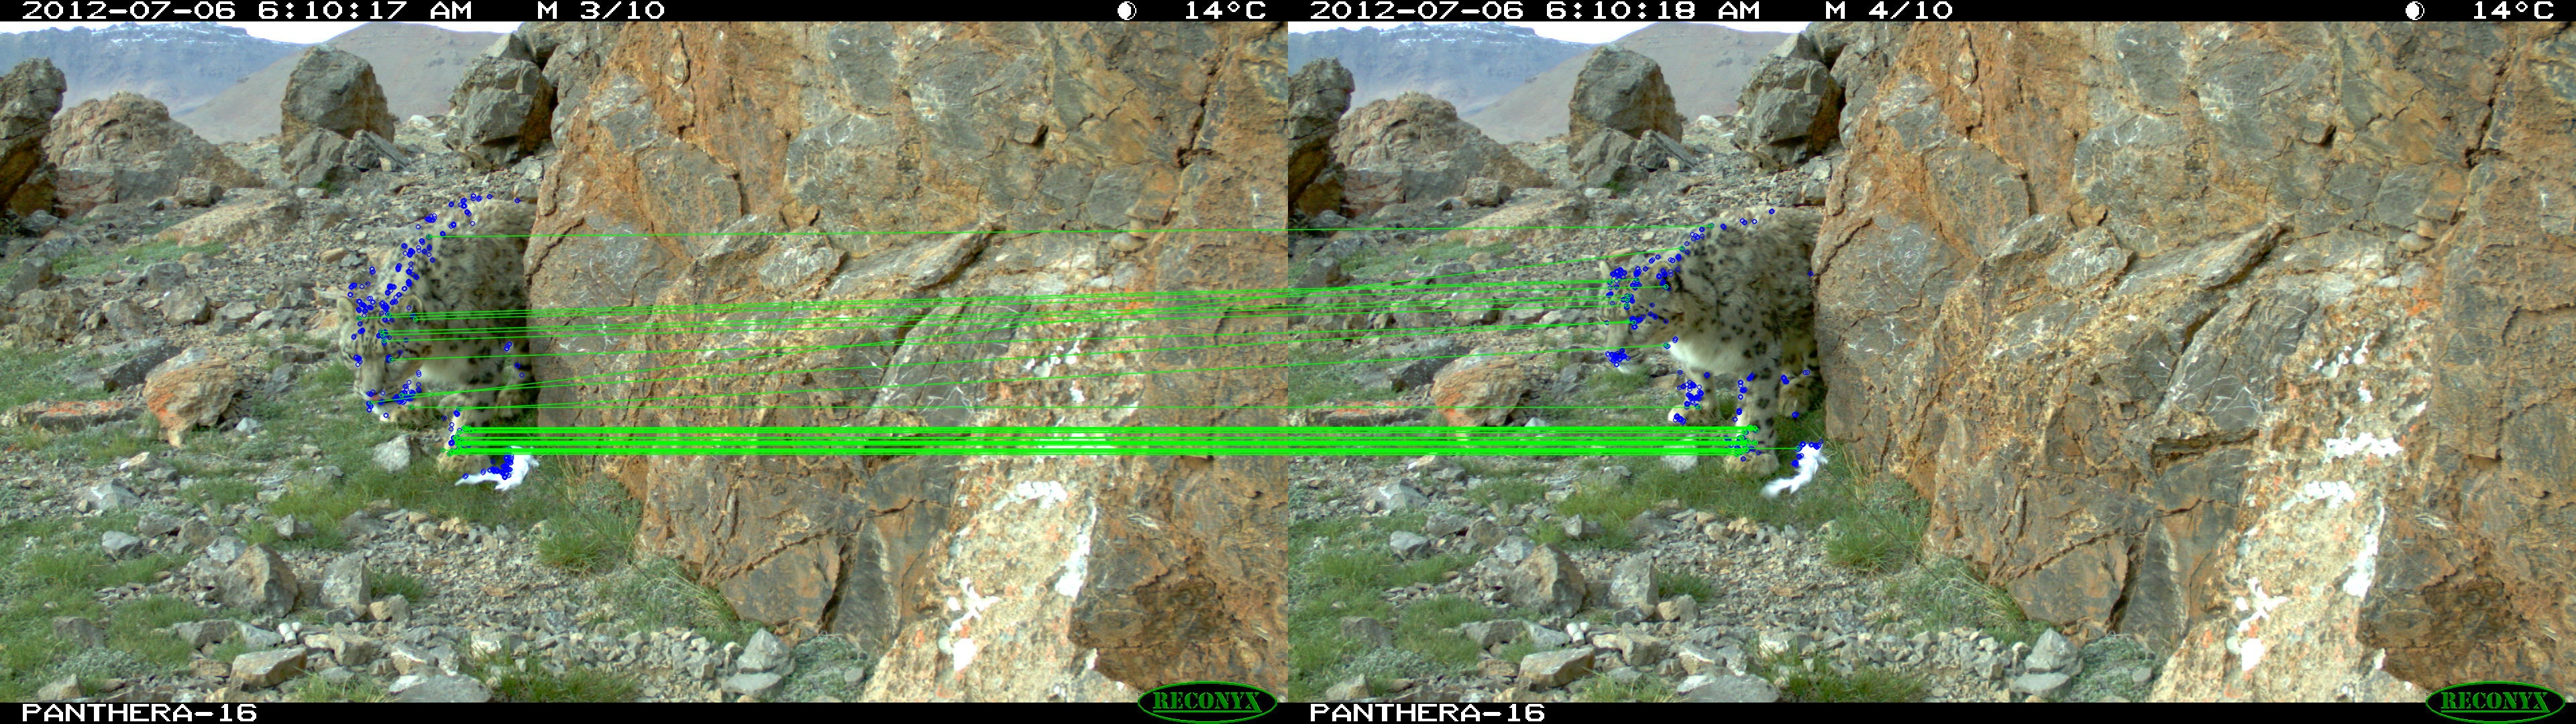 2012-07-06 6:10:17 AM M 3/10 14°C
2012-07-06 6:10:18 AM M 4/10 14°C
PANTHERA-16 RECONYX
PANTHERA-16 RECONYX